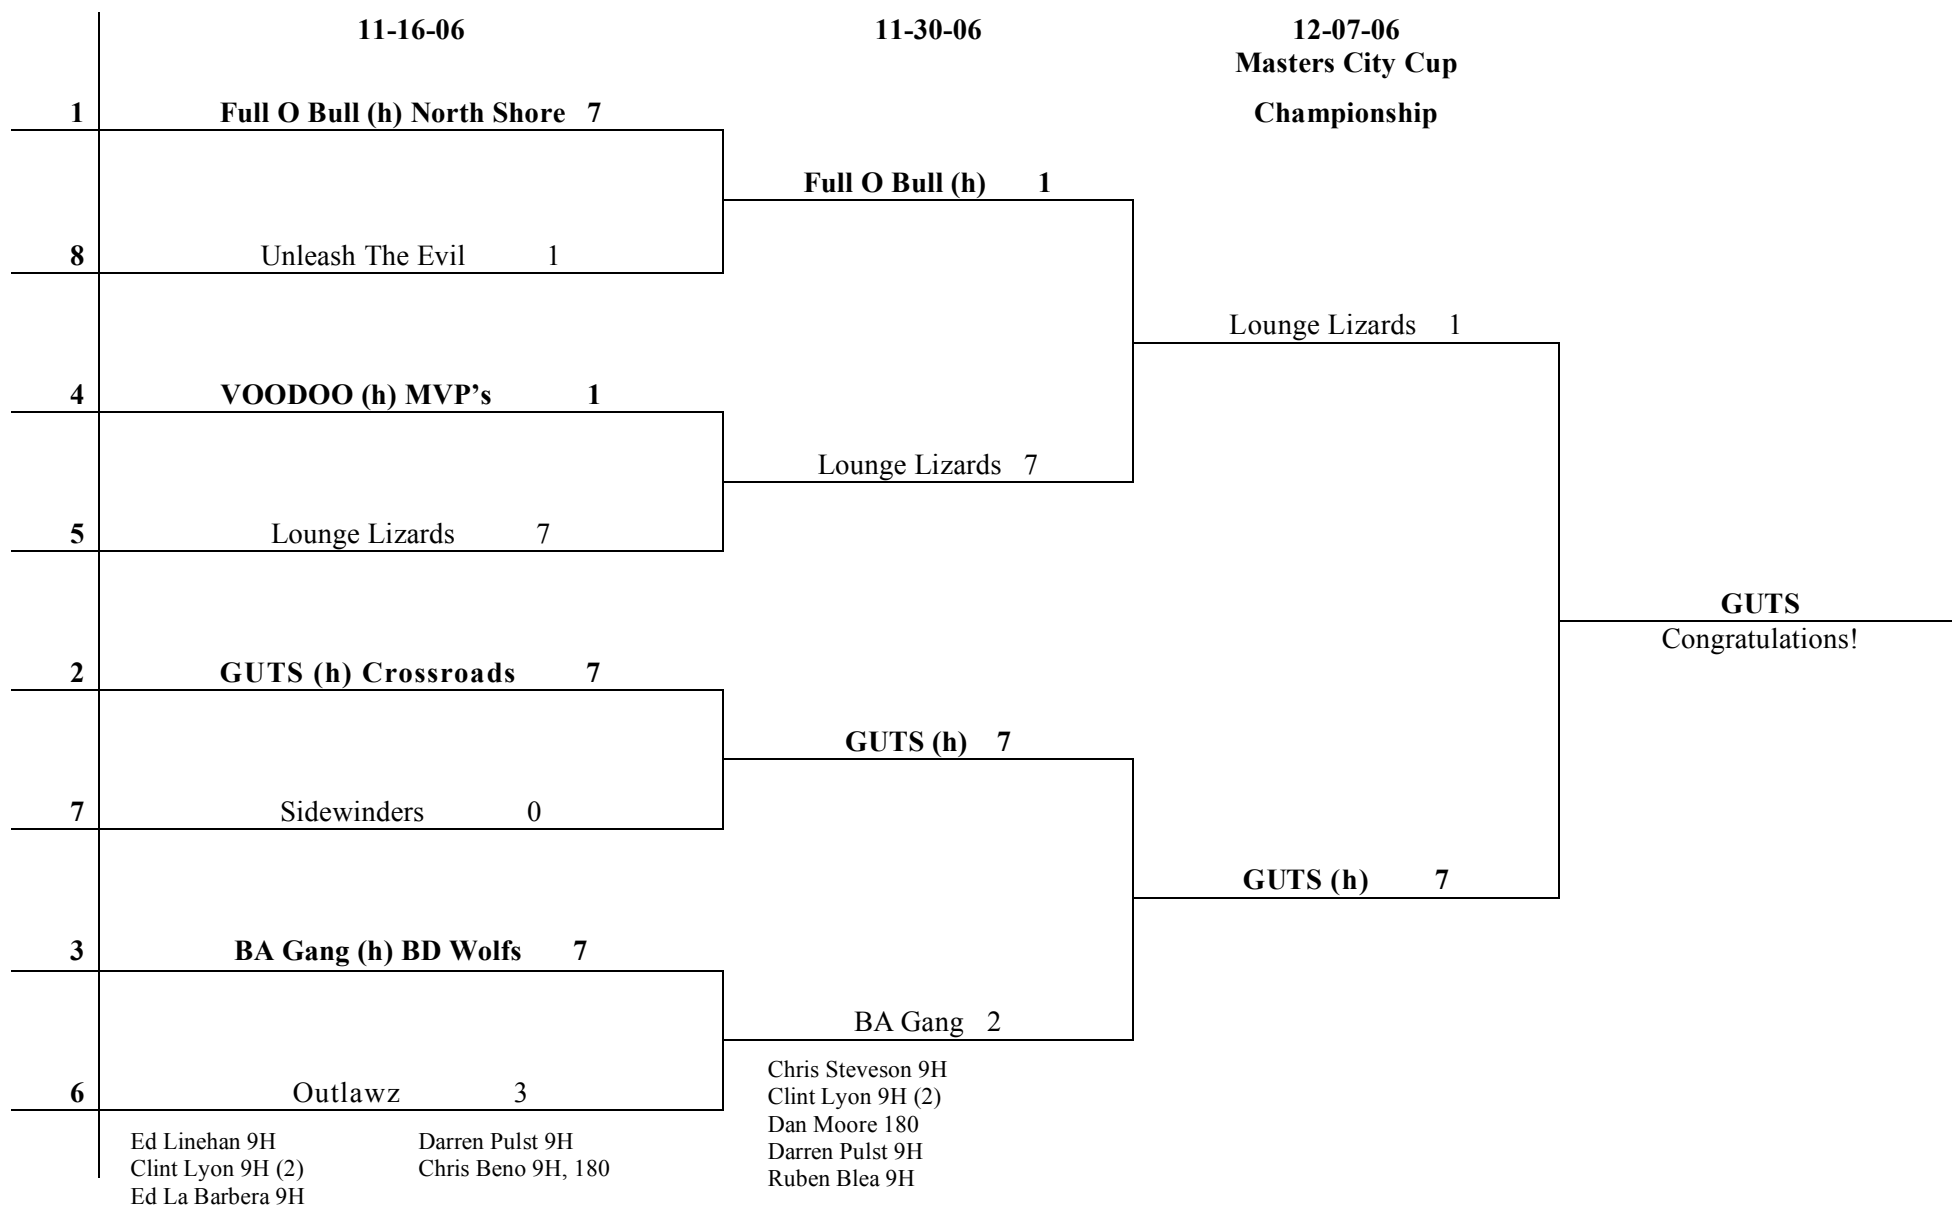 11-16-06 11-30-06 12-07-06
Masters City Cup
1 Full O Bull (h) North Shore 7 Championship
Full O Bull (h) 1
8 Unleash The Evil 1
Lounge Lizards 1
4 VOODOO (h) MVP’s 1
Lounge Lizards 7
5 Lounge Lizards 7
GUTS
Congratulations!
2 GUTS (h) Crossroads 7
GUTS (h) 7
7 Sidewinders 0
GUTS (h) 7
3 BA Gang (h) BD Wolfs 7
BA Gang 2
6 Outlawz 3
Ed Linehan 9H
Clint Lyon 9H (2)
Ed La Barbera 9H
Darren Pulst 9H
Chris Beno 9H, 180
Chris Steveson 9H
Clint Lyon 9H (2)
Dan Moore 180
Darren Pulst 9H
Ruben Blea 9H